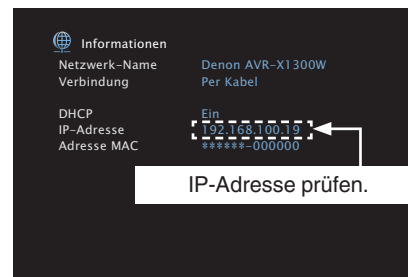 Informationen
Netzwerk-Name Denon AVR-X1300W
Verbindung Per Kabel
DHCP Ein
IP-Adresse 192.168.100.19
Adresse MAC ******-000000
IP-Adresse prüfen.